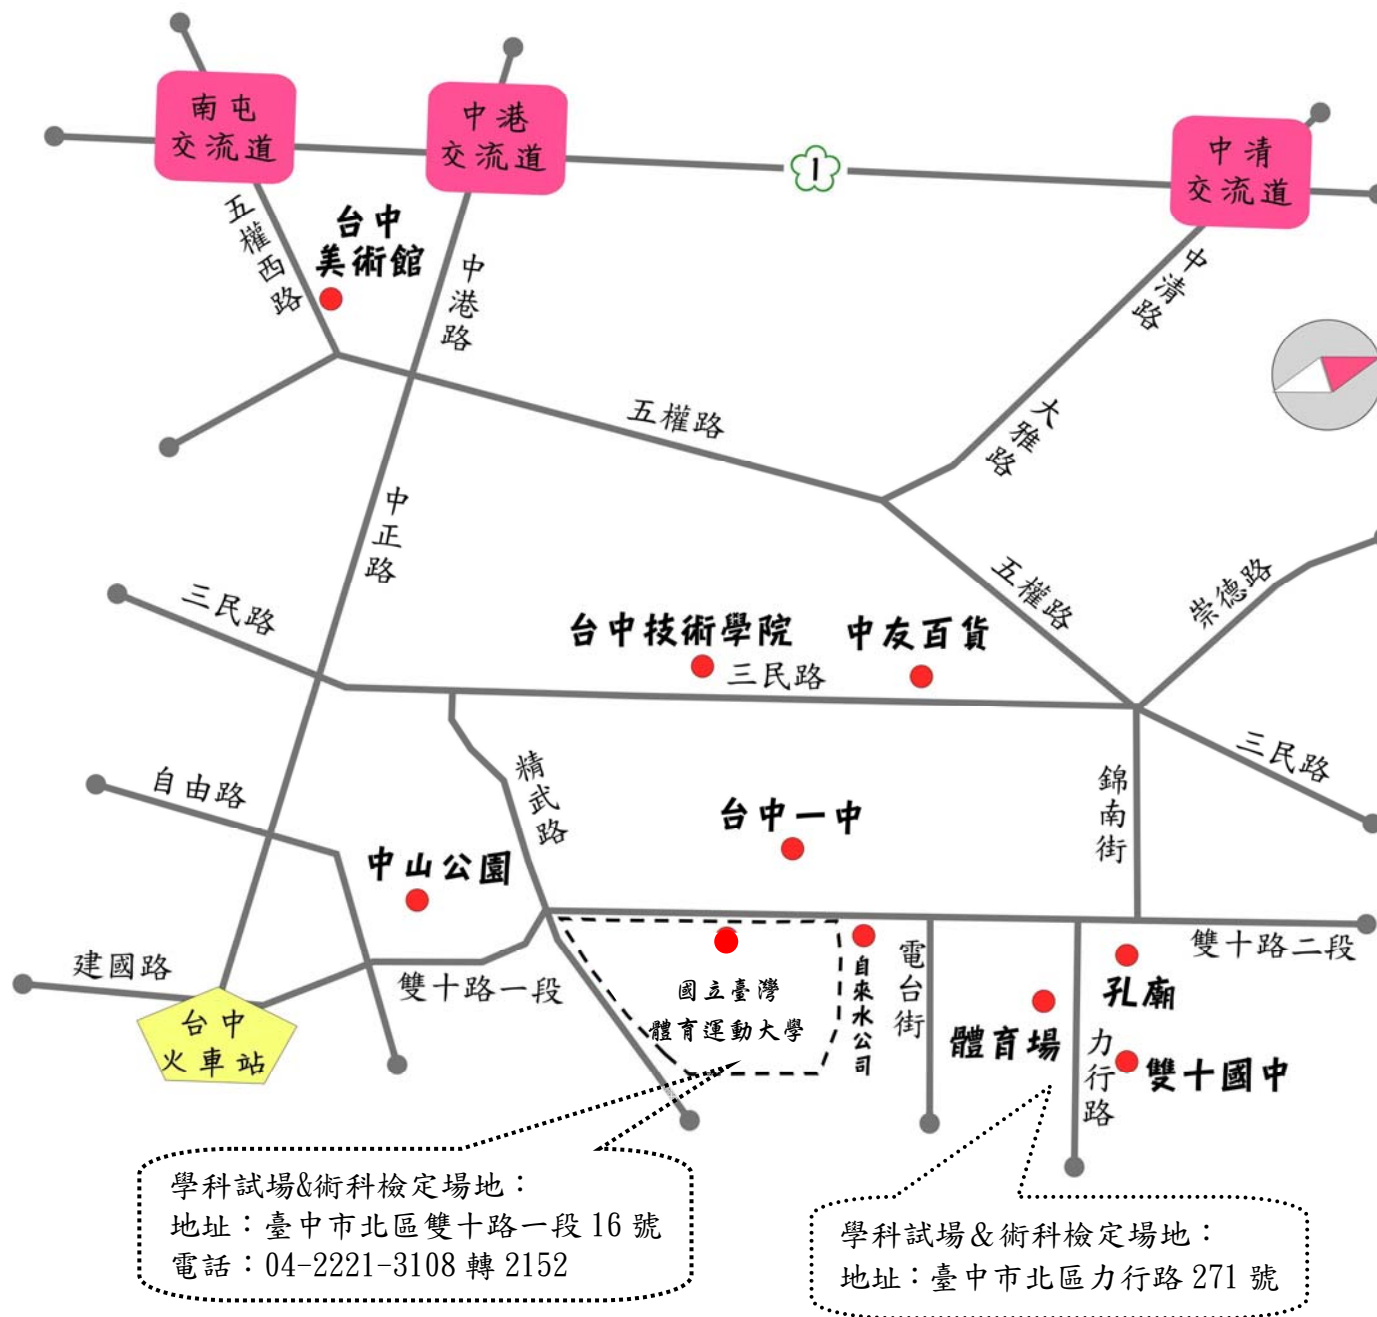 南屯
交流道
中港
交流道
1
中清
交流道
五權西路
台中
美術館
中港路
中清路
五權路
大雅路
中正路
三民路
台中技術學院
中友百貨
三民路
五權路
崇德路
三民路
自由路
精武路
台中一中
錦南街
中山公園
建國路
台中
火車站
雙十路一段
國立臺灣
體育運動大學
自來水公司
電台街
體育場
力行路
孔廟
雙十國中
雙十路二段
學科試場&術科檢定場地：
地址：臺中市北區雙十路一段 16 號
電話：04-2221-3108 轉 2152
學科試場＆術科檢定場地：
地址：臺中市北區力行路 271 號